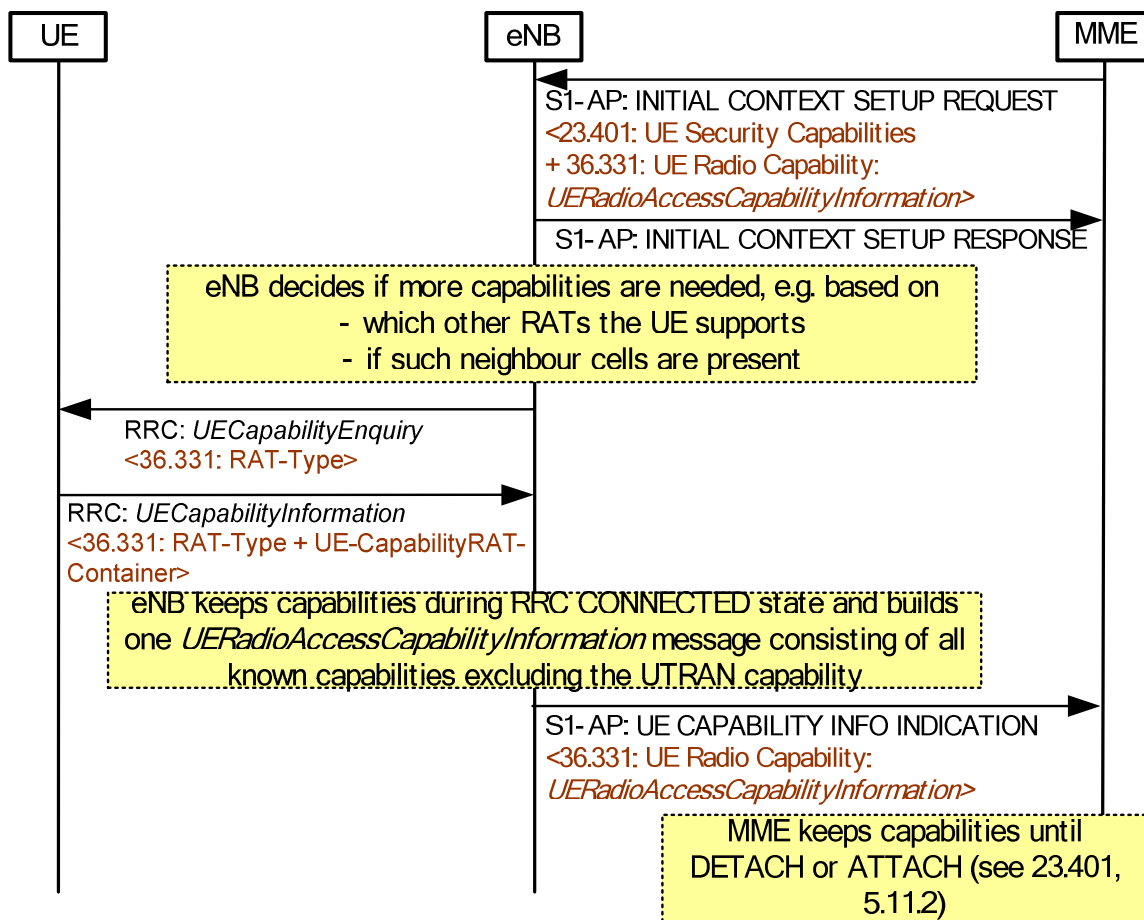 UE
eNB
MME
S1-AP: INITIAL CONTEXT SETUP REQUEST
<23.401: UE Security Capabilities
+ 36.331: UE Radio Capability:
UERadioAccessCapabilityInformation>
S1-AP: INITIAL CONTEXT SETUP RESPONSE
eNB decides if more capabilities are needed, e.g. based on
- which other RATs the UE supports
- if such neighbour cells are present
RRC: UECapabilityEnquiry
<36.331: RAT-Type>
RRC: UECapabilityInformation
<36.331: RAT-Type + UE-CapabilityRAT-
Container>
eNB keeps capabilities during RRC CONNECTED state and builds
one UERadioAccessCapabilityInformation message consisting of all
known capabilities excluding the UTRAN capability
S1-AP: UE CAPABILITY INFO INDICATION
<36.331: UE Radio Capability:
UERadioAccessCapabilityInformation>
MME keeps capabilities until
DETACH or ATTACH (see 23.401,
5.11.2)